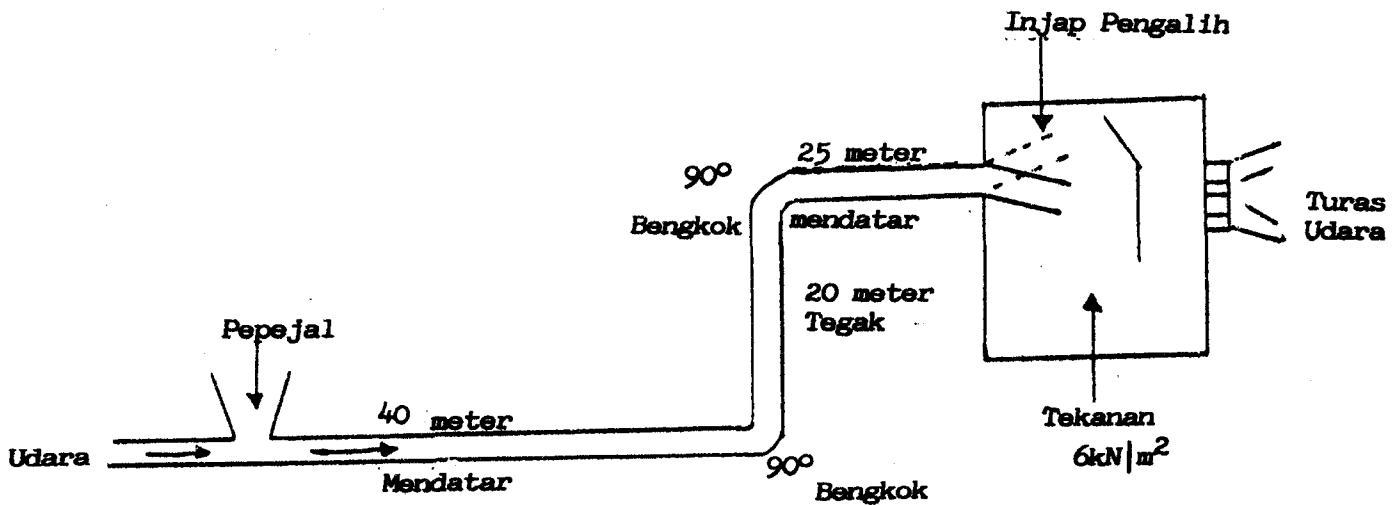 Injap Pengalih
25 meter
90°
Bengkok
mendatar
Turas
Udara
20 meter
Tegak
Pepejal
40 meter
Tekanan
6kN|m²
Udara
Mendatar
90°
Bengkok